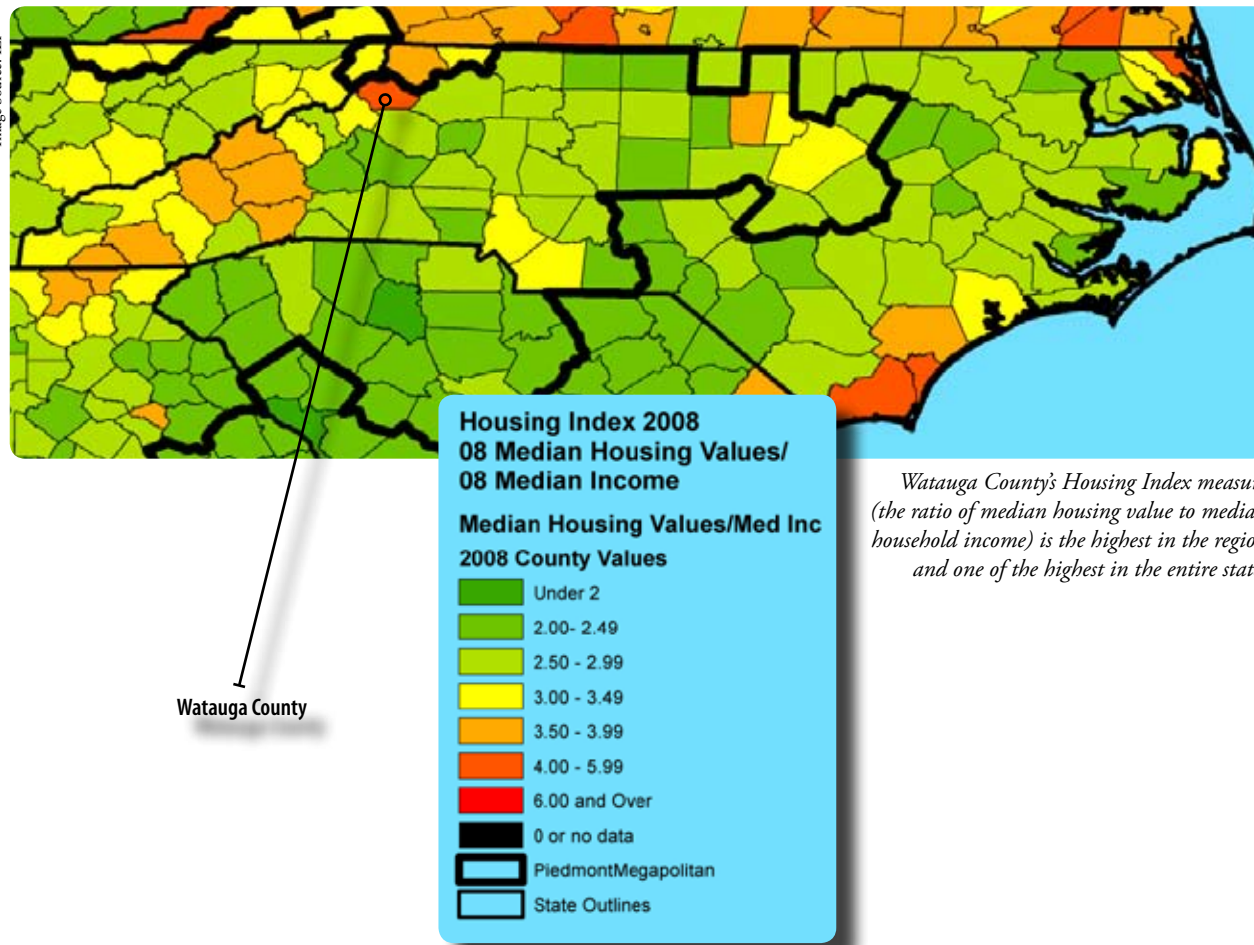 Housing Index 2008
08 Median Housing Values/
08 Median Income
Median Housing Values/Med Inc
2008 County Values
Under 2
2.00- 2.49
2.50 - 2.99
3.00 - 3.49
3.50 - 3.99
4.00 - 5.99
6.00 and Over
0 or no data
PiedmontMegapolitan
State Outlines
Watauga County's Housing Index measur
(the ratio of median housing value to media
household income) is the highest in the regio
and one of the highest in the entire stat
Watauga County